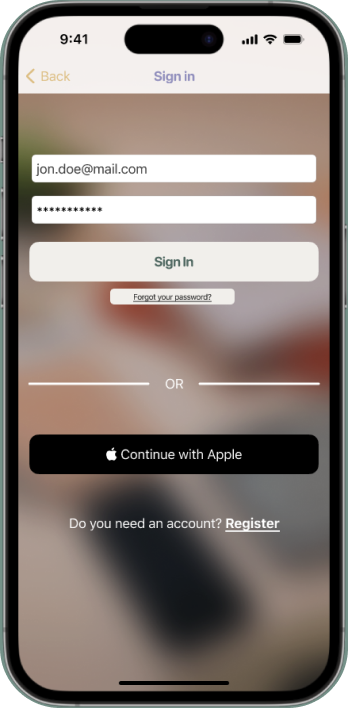 9:41
Back
Sign in
jon.doe@mail.com
***********
Sign In
Forgot your password?
OR
Continue with Apple
Do you need an account? Register